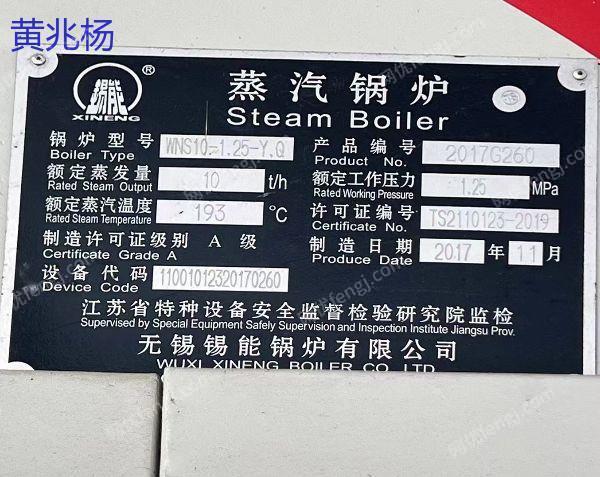 黄兆杨
锡能 ®
XINENG
蒸汽锅炉
Steam Boiler
锅炉型号 WNS10-1.25-Y.Q 产品编号 2017G260
Boiler Type Product No.
额定蒸发量 10 t/h 额定工作压力 1.25 MPa
Rated Steam Output Rated Working Pressure
额定蒸汽温度 193 °C 许可证编号 TS2110123-2019
Rated Steam Temperature Certificate No.
制造许可证级别 A 级 制造日期 2017 年 11 月
Certificate Grade A Produce Date
设备代码 11001012320170260
Device Code
江苏省特种设备安全监督检验研究院监检
Supervised by Special Equipment Safely Supervision and Inspection Institute Jiangsu Prov.
无锡锡能锅炉有限公司
WUXI XINENG BOILER CO.,LTD.